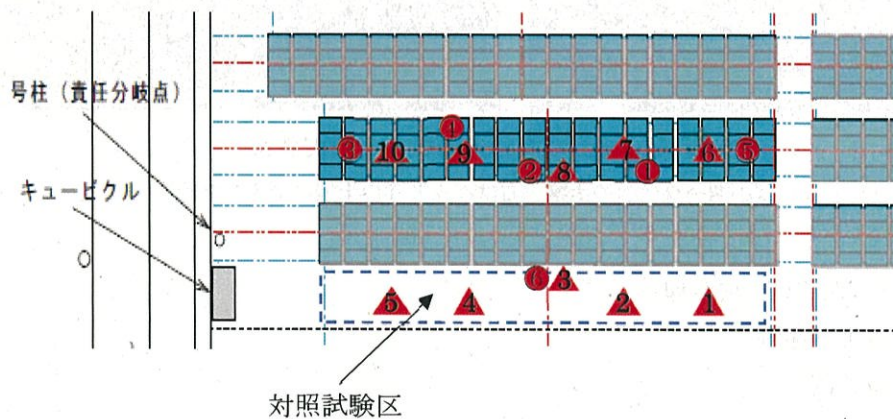 号柱（責任分岐点）
キュービクル
④
③ 10 9 7 6 ⑤
② 8 ①
⑥ 3
5 4 2 1
対照試験区